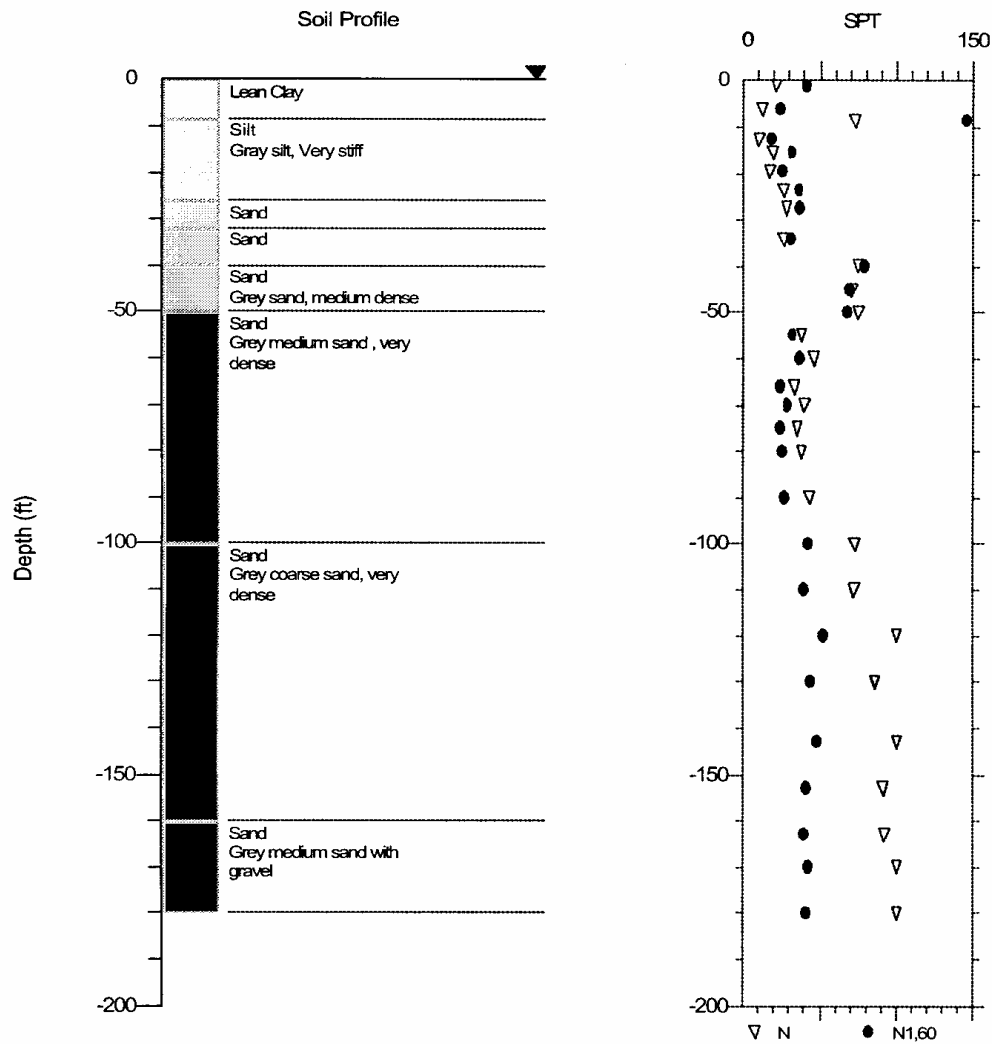 Soil Profile
SPT
0
150
0
Lean Clay
Silt
Gray silt, Very stiff
Sand
Sand
Sand
Grey sand, medium dense
-50
Sand
Grey medium sand , very
dense
-100
Sand
Grey coarse sand, very
dense
-150
Sand
Grey medium sand with
gravel
-200
Depth (ft)
0
-50
-100
-150
-200
N
N1,60